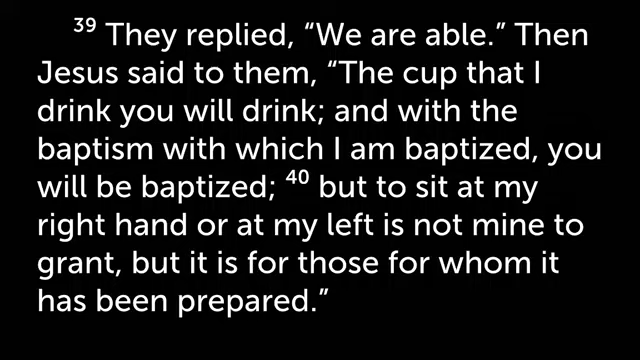 ³⁹ They replied, “We are able.” Then
Jesus said to them, “The cup that I
drink you will drink; and with the
baptism with which I am baptized, you
will be baptized; ⁴⁰ but to sit at my
right hand or at my left is not mine to
grant, but it is for those for whom it
has been prepared.”